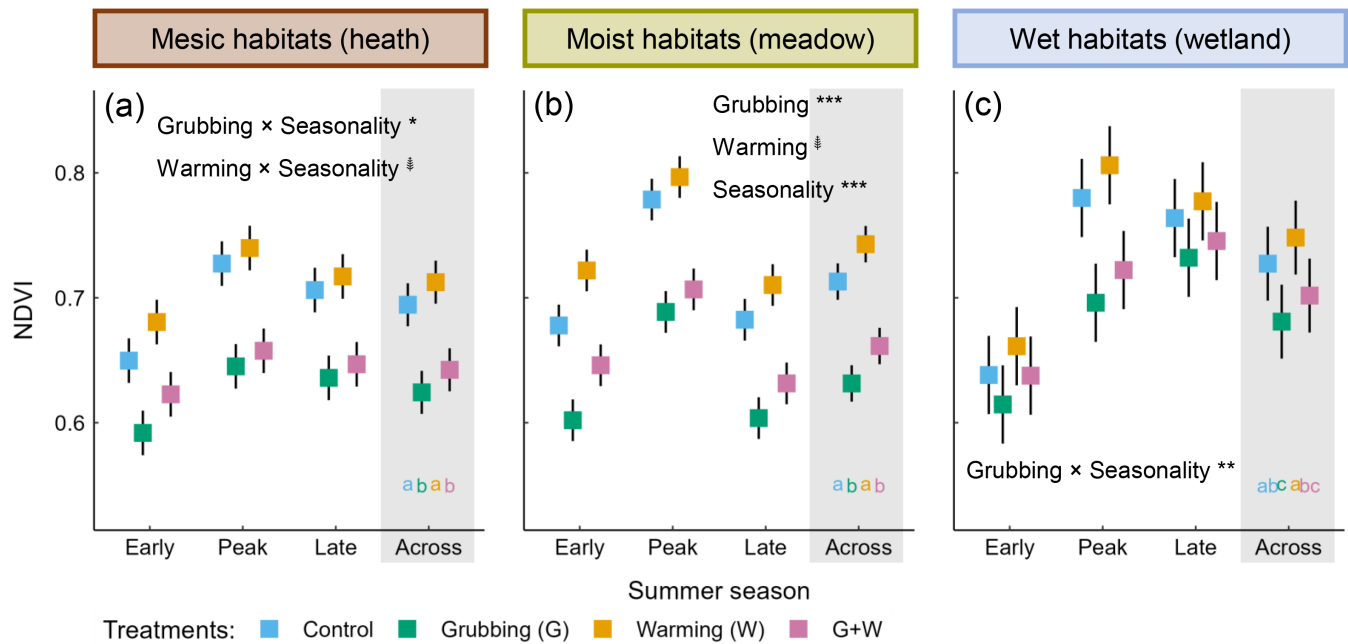 Mesic habitats (heath)
Moist habitats (meadow)
Wet habitats (wetland)
NDVI
0.8
0.7
0.6
(a)
Grubbing × Seasonality *
Warming × Seasonality
a b a b
Early Peak Late Across
(b)
Grubbing ***
Warming
Seasonality ***
a b a b
Early Peak Late Across
(c)
Grubbing × Seasonality **
ab c a bc
Early Peak Late Across
Summer season
Treatments: Control Grubbing (G) Warming (W) G+W